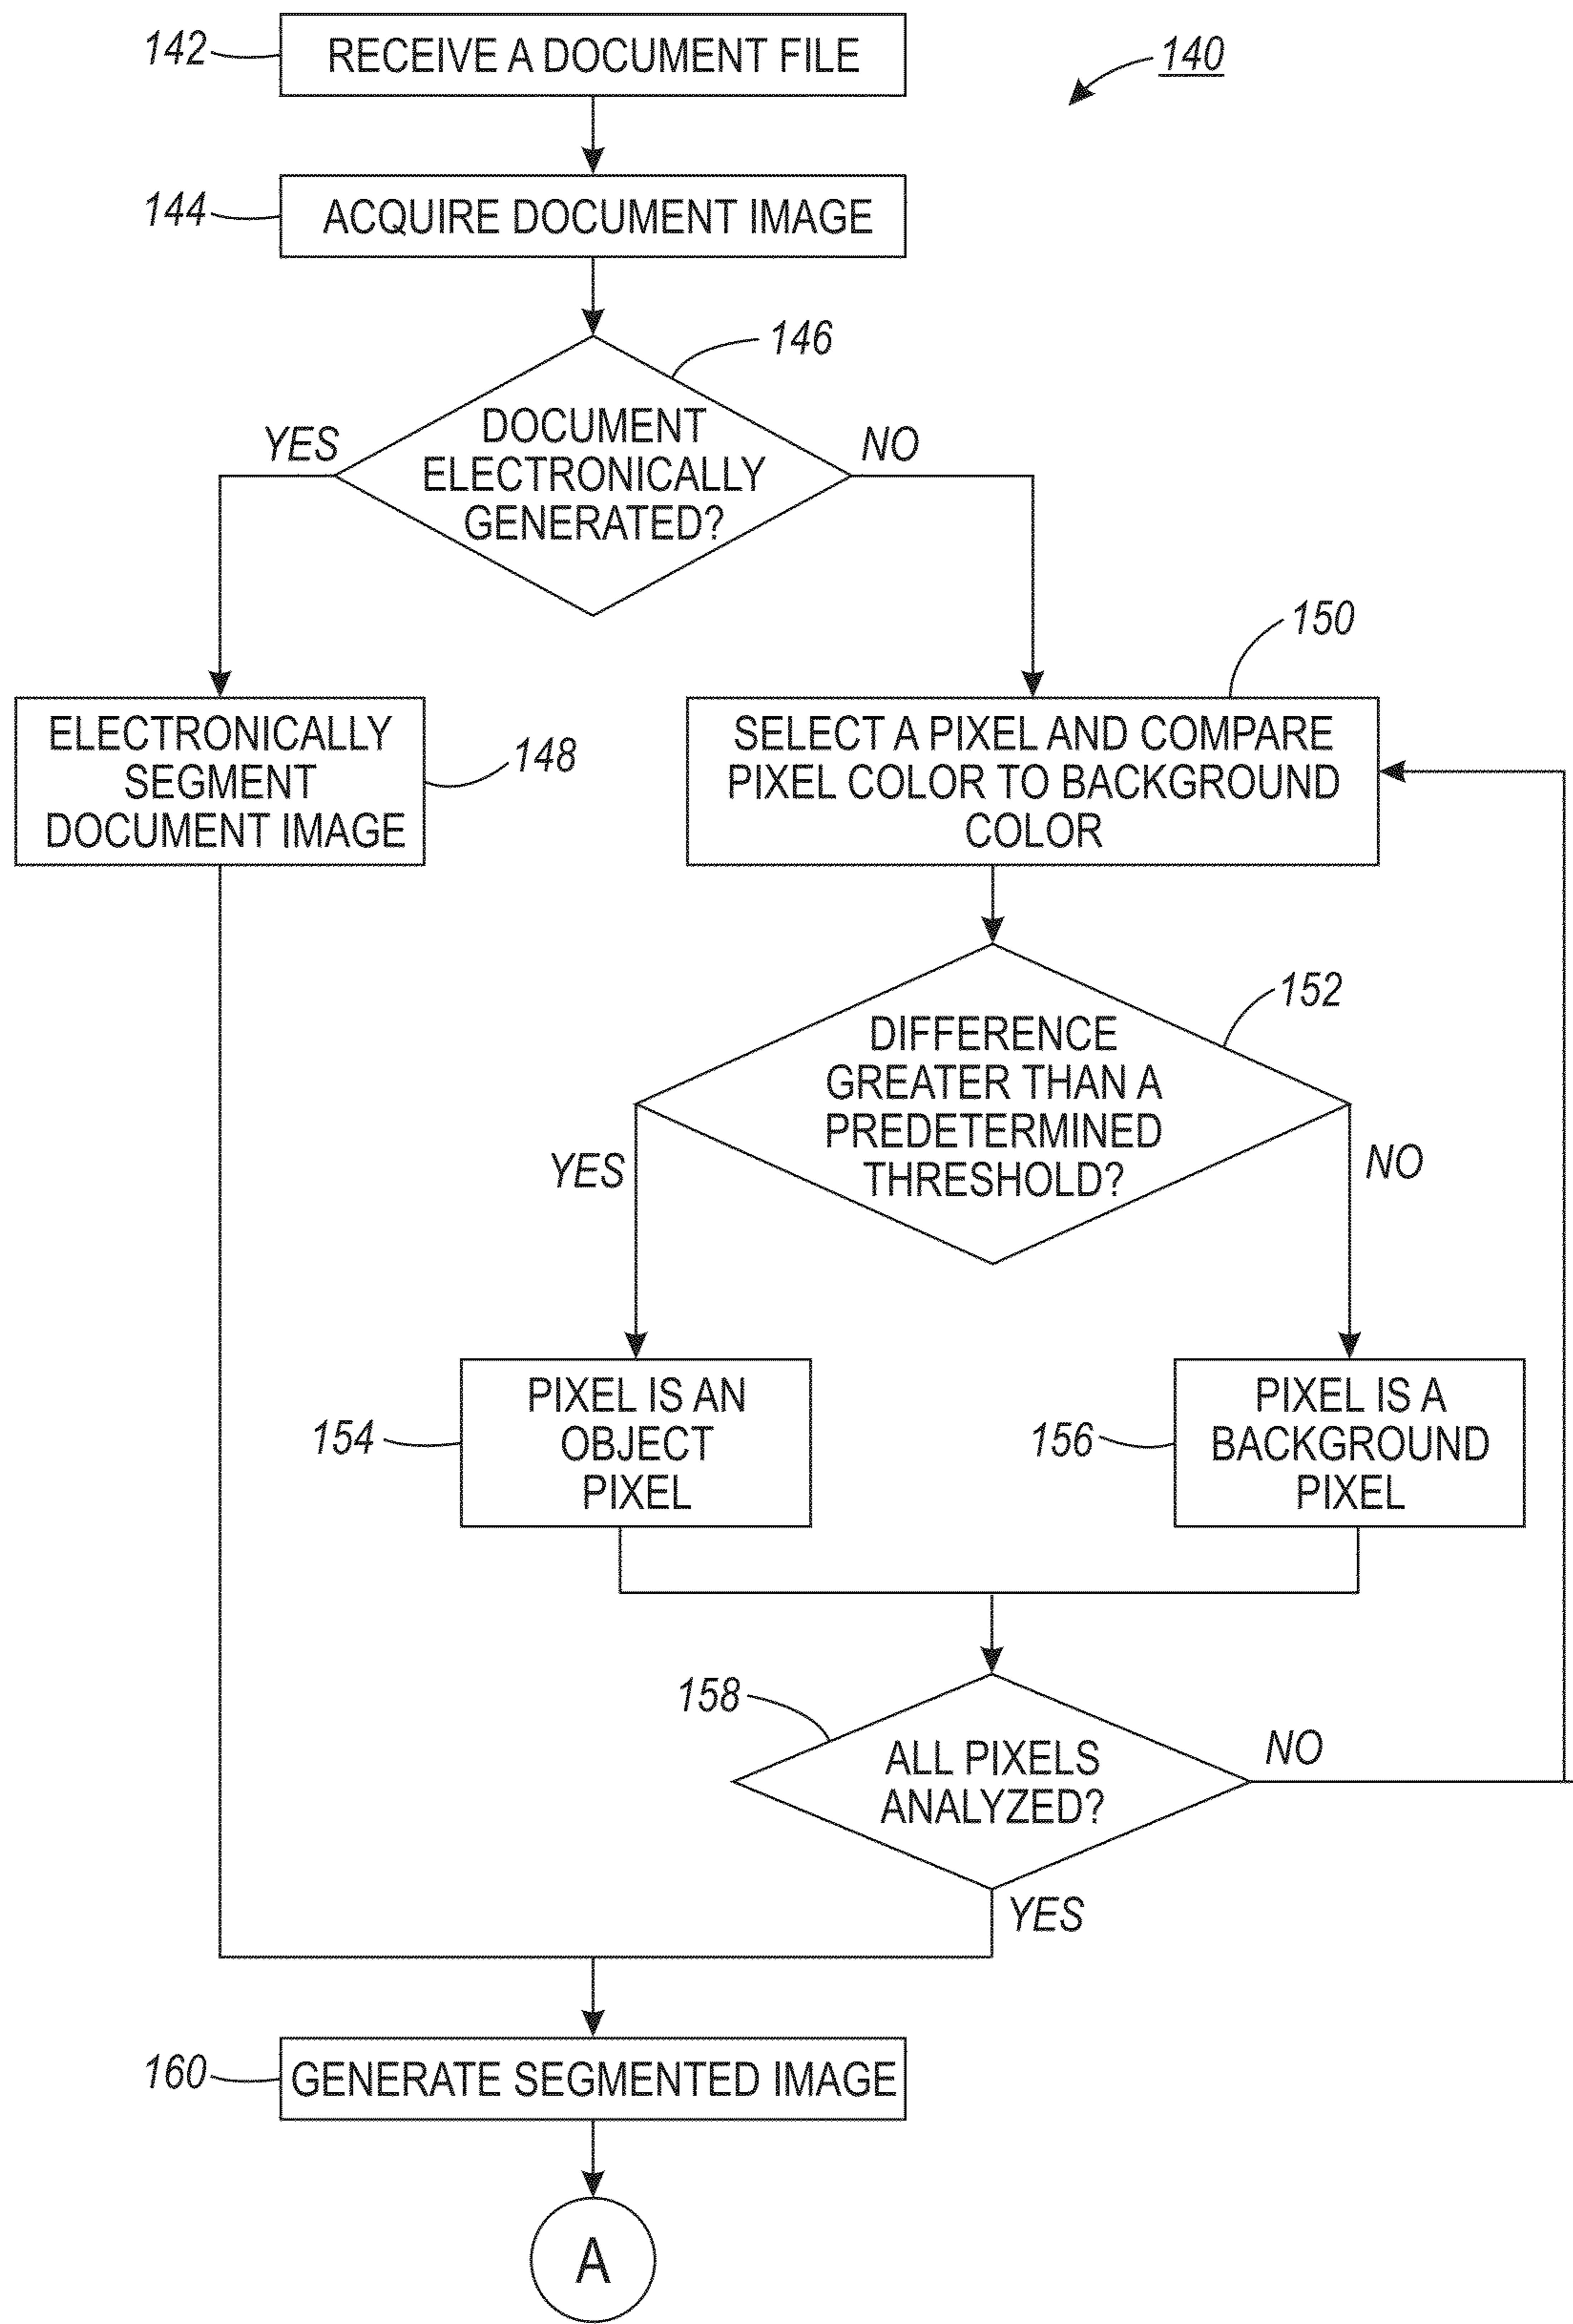 142
RECEIVE A DOCUMENT FILE
140
144
ACQUIRE DOCUMENT IMAGE
146
DOCUMENT
ELECTRONICALLY
GENERATED?
YES
NO
150
ELECTRONICALLY
SEGMENT
DOCUMENT IMAGE
148
SELECT A PIXEL AND COMPARE
PIXEL COLOR TO BACKGROUND
COLOR
152
DIFFERENCE
GREATER THAN A
PREDETERMINED
THRESHOLD?
YES
NO
154
PIXEL IS AN
OBJECT
PIXEL
156
PIXEL IS A
BACKGROUND
PIXEL
158
ALL PIXELS
ANALYZED?
NO
YES
160
GENERATE SEGMENTED IMAGE
A